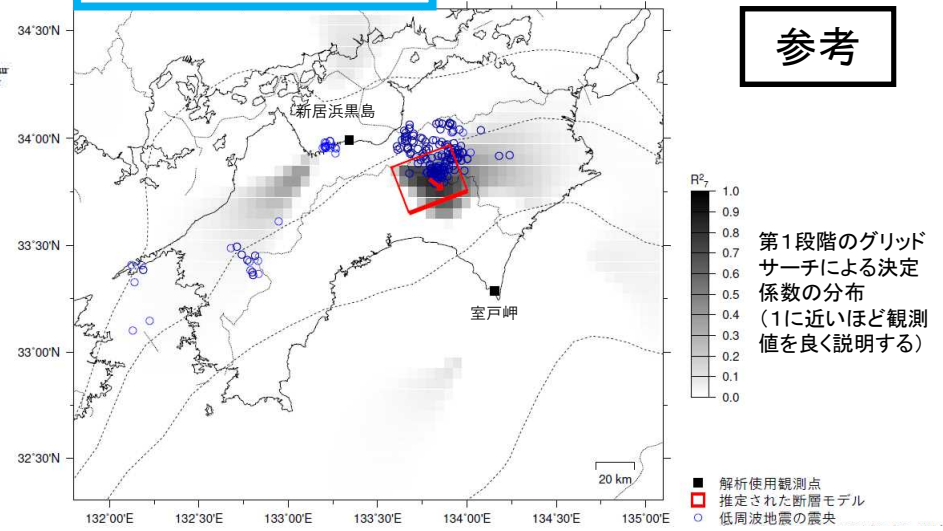 参考
34˚30'N
34˚00'N
33˚30'N
33˚00'N
32˚30'N
132˚00'E
132˚30'E
133˚00'E
133˚30'E
134˚00'E
134˚30'E
135˚00'E
新居浜黒島
室戸岬
20 km
R²₇
1.0
0.9
0.8
0.7
0.6
0.5
0.4
0.3
0.2
0.1
0.0
第1段階のグリッド
サーチによる決定
係数の分布
(1に近いほど観測
値を良く説明する)
解析使用観測点
推定された断層モデル
低周波地震の震央